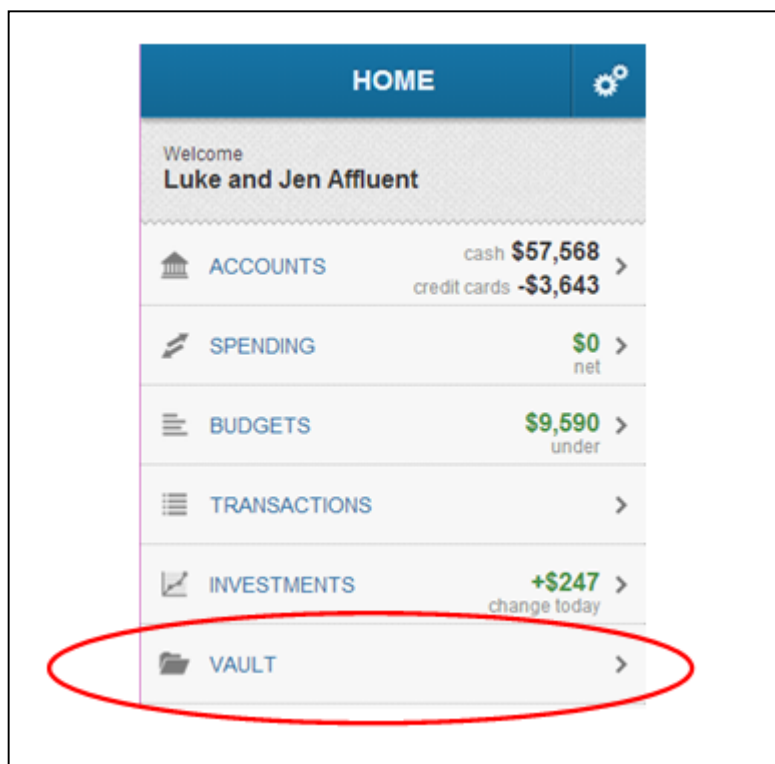 HOME
Welcome
Luke and Jen Affluent
ACCOUNTS
cash $57,568
credit cards -$3,643
SPENDING
$0
net
BUDGETS
$9,590
under
TRANSACTIONS
INVESTMENTS
+$247
change today
VAULT